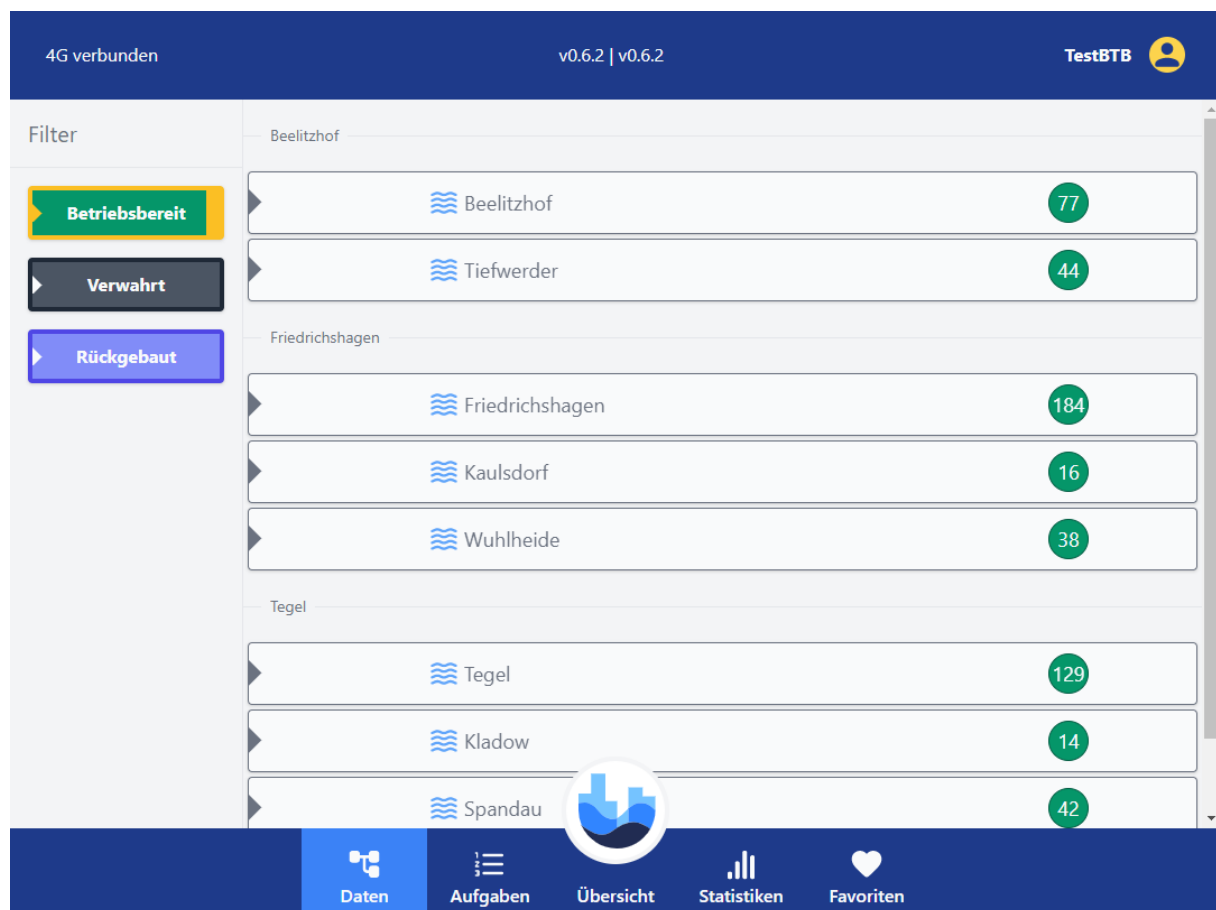 4G verbunden v0.6.2 | v0.6.2 TestBTB
Filter
Betriebsbereit
Verwahrt
Rückgebaut
Beelitzhof
Beelitzhof 77
Tiefwerder 44
Friedrichshagen
Friedrichshagen 184
Kaulsdorf 16
Wuhlheide 38
Tegel
Tegel 129
Kladow 14
Spandau 42
Daten Aufgaben Übersicht Statistiken Favoriten